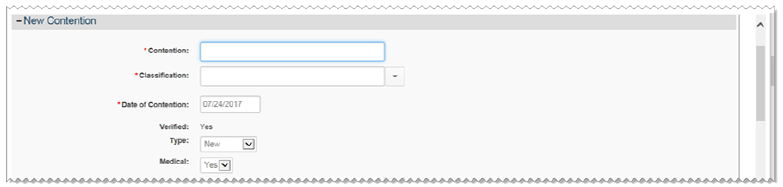 − New Contention
* Contention:
* Classification:
* Date of Contention: 07/24/2017
Verified: Yes
Type: New
Medical: Yes